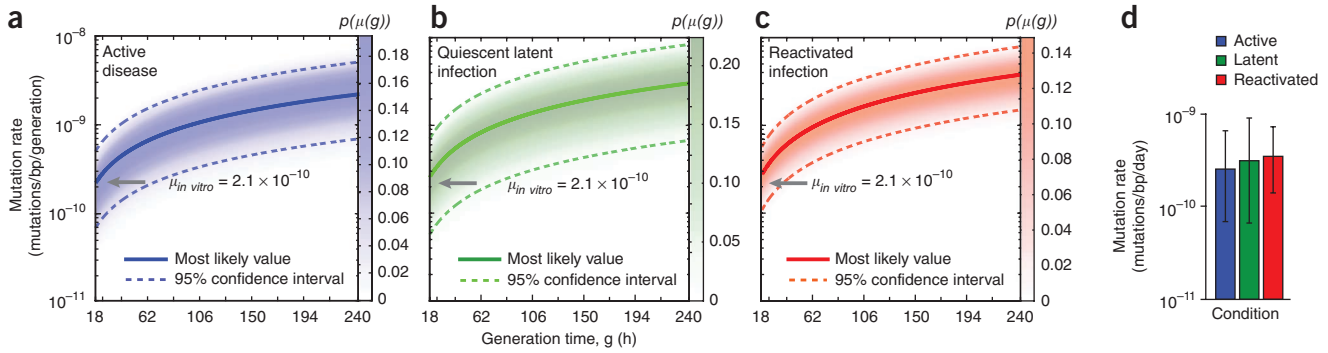 a
p(μ(g))
Active
disease
Mutation rate
(mutations/bp/generation)
10⁻⁸
10⁻⁹
10⁻¹⁰
10⁻¹¹
μin vitro = 2.1 × 10⁻¹⁰
Most likely value
95% confidence interval
18 62 106 150 194 240
0.18
0.16
0.14
0.12
0.10
0.08
0.06
0.04
0.02
0
b
p(μ(g))
Quiescent latent
infection
μin vitro = 2.1 × 10⁻¹⁰
Most likely value
95% confidence interval
18 62 106 150 194 240
Generation time, g (h)
0.20
0.15
0.10
0.05
0
c
p(μ(g))
Reactivated
infection
μin vitro = 2.1 × 10⁻¹⁰
Most likely value
95% confidence interval
18 62 106 150 194 240
0.14
0.12
0.10
0.08
0.06
0.04
0.02
0
d
Active
Latent
Reactivated
Mutation rate
(mutations/bp/day)
10⁻⁹
10⁻¹⁰
10⁻¹¹
Condition